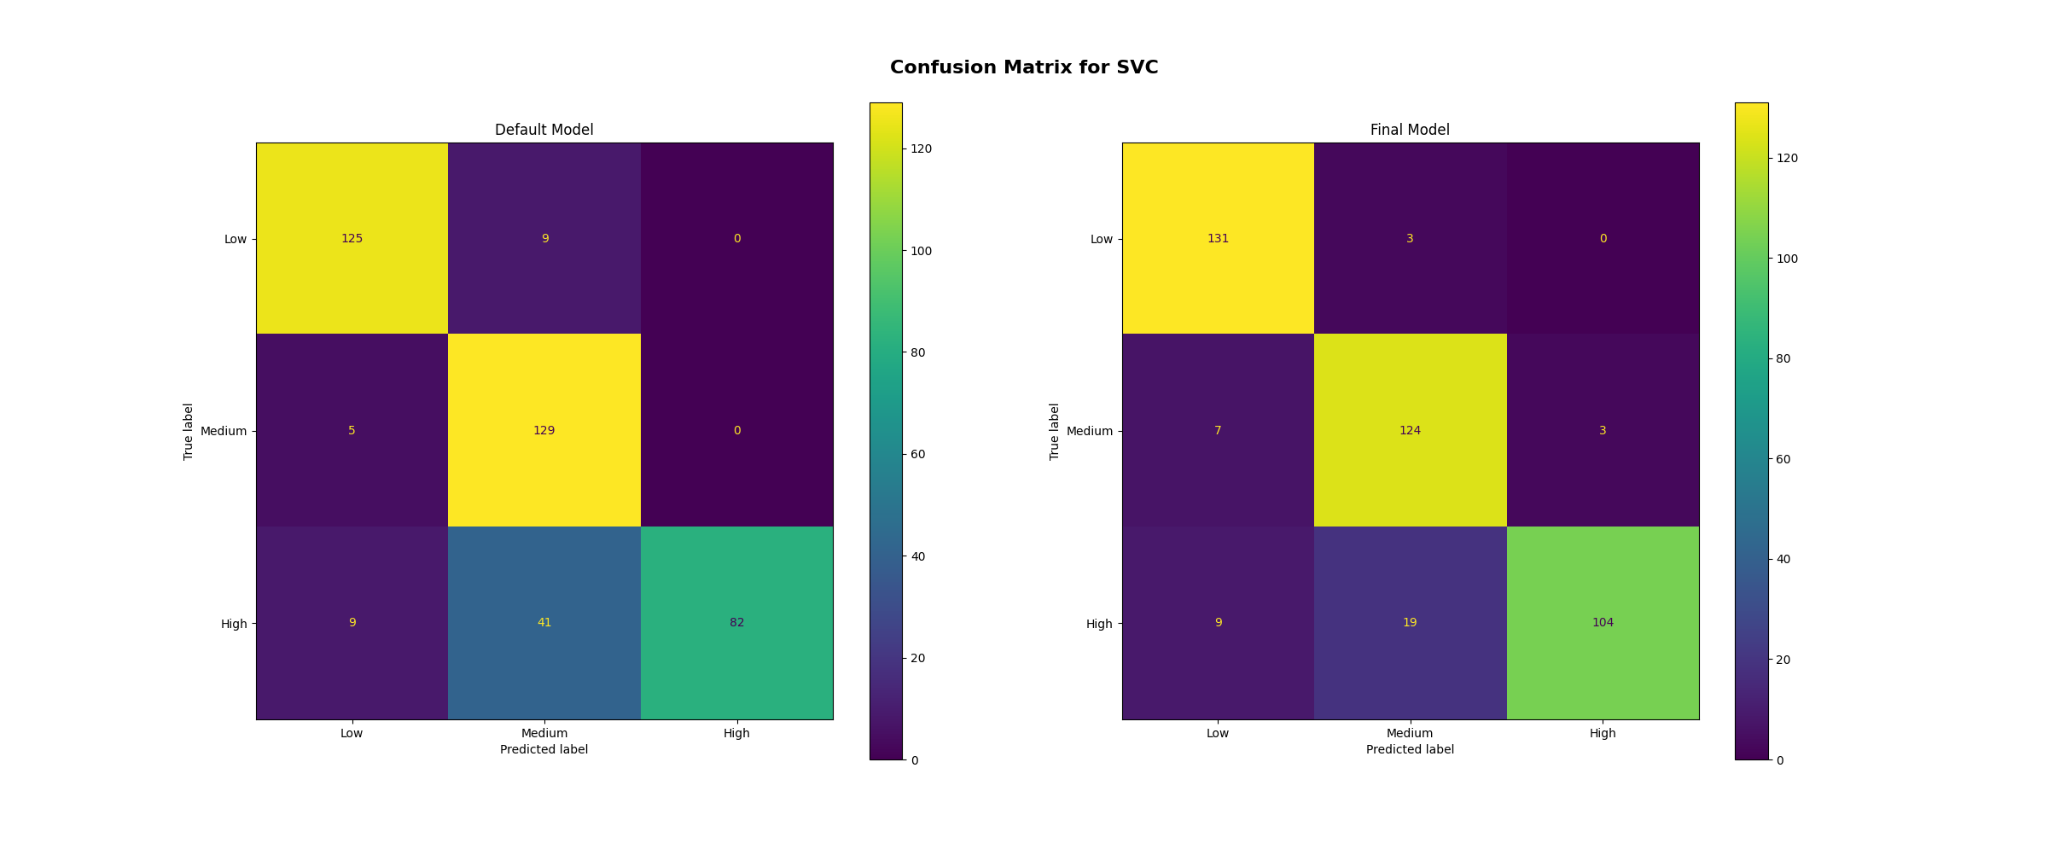 Confusion Matrix for SVC
Default Model
Low
Medium
High
True label
125 9 0
5 129 0
9 41 82
Low Medium High
Predicted label
120
100
80
60
40
20
0
Final Model
Low
Medium
High
True label
131 3 0
7 124 3
9 19 104
Low Medium High
Predicted label
120
100
80
60
40
20
0